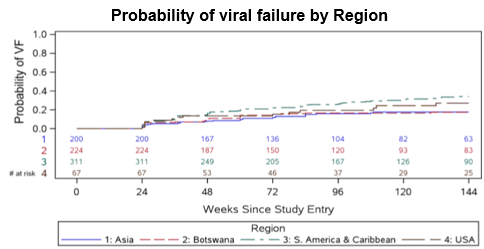 Probability of viral failure by Region
Probability of VF
1.0
0.8
0.6
0.4
0.2
0.0
1 200 200 167 136 104 82 63
2 224 224 187 150 120 93 83
3 311 311 249 205 167 126 90
# at risk 4 67 67 53 46 37 29 25
0 24 48 72 96 120 144
Weeks Since Study Entry
Region
1: Asia 2: Botswana 3: S. America & Caribbean 4: USA